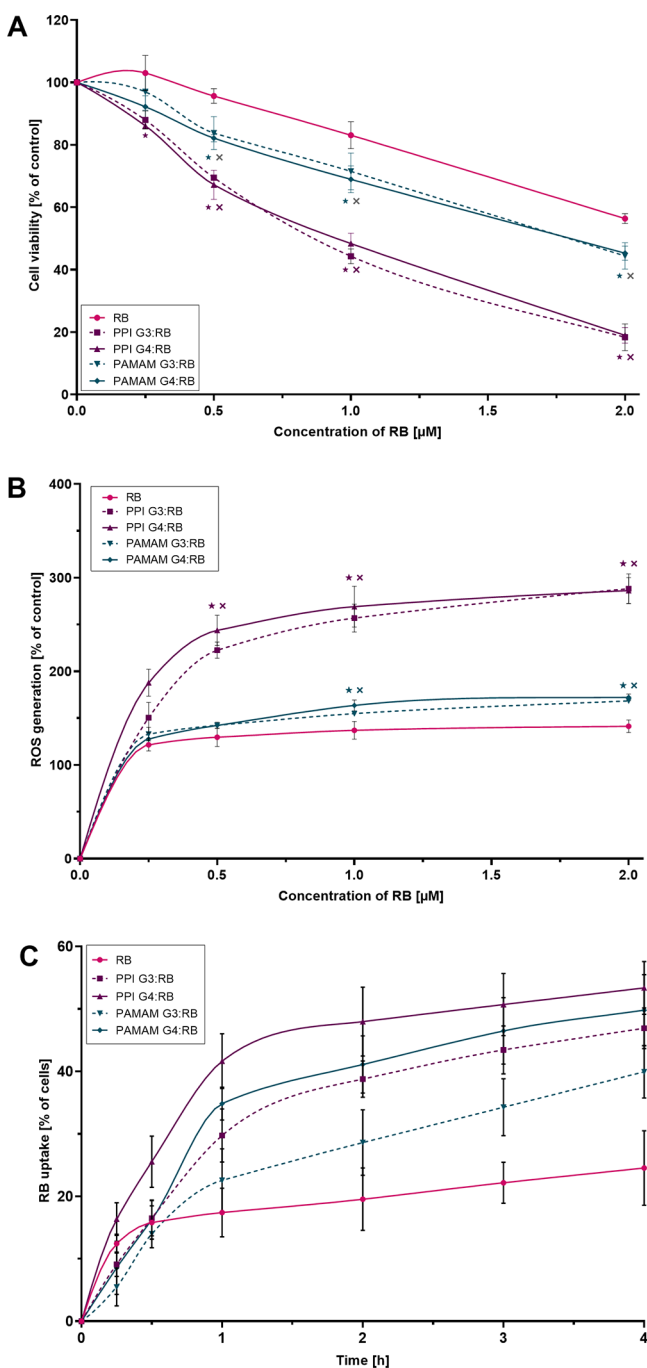 A
Cell viability [% of control]
120
100
80
60
40
20
0
RB
PPI G3:RB
PPI G4:RB
PAMAM G3:RB
PAMAM G4:RB
0.0 0.5 1.0 1.5 2.0
Concentration of RB [µM]
B
ROS generation [% of control]
400
300
200
100
0
RB
PPI G3:RB
PPI G4:RB
PAMAM G3:RB
PAMAM G4:RB
0.0 0.5 1.0 1.5 2.0
Concentration of RB [µM]
C
RB uptake [% of cells]
60
40
20
0
RB
PPI G3:RB
PPI G4:RB
PAMAM G3:RB
PAMAM G4:RB
0 1 2 3 4
Time [h]